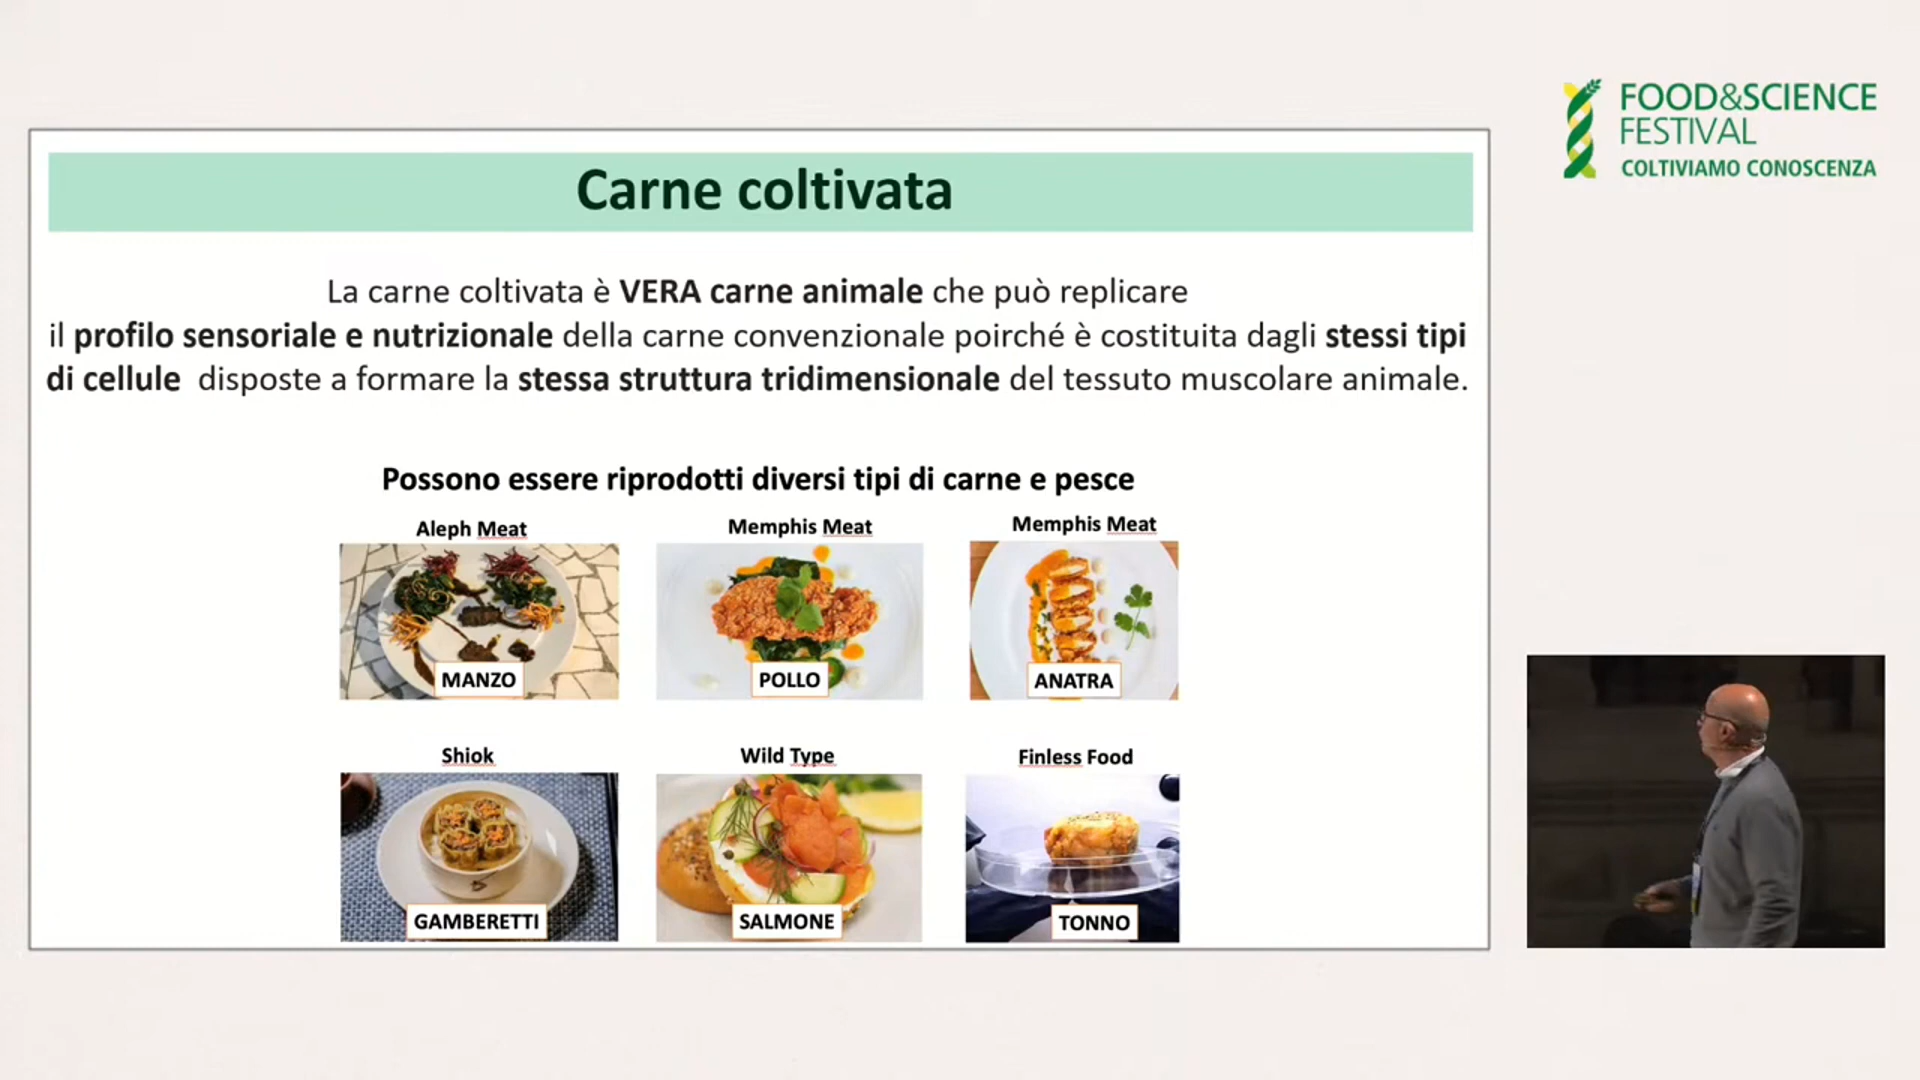 FOOD&SCIENCE
FESTIVAL
COLTIVIAMO CONOSCENZA
Carne coltivata
La carne coltivata è VERA carne animale che può replicare
il profilo sensoriale e nutrizionale della carne convenzionale poirché è costituita dagli stessi tipi
di cellule disposte a formare la stessa struttura tridimensionale del tessuto muscolare animale.
Possono essere riprodotti diversi tipi di carne e pesce
Aleph Meat
Memphis Meat
Memphis Meat
MANZO
POLLO
ANATRA
Shiok
Wild Type
Finless Food
GAMBERETTI
SALMONE
TONNO